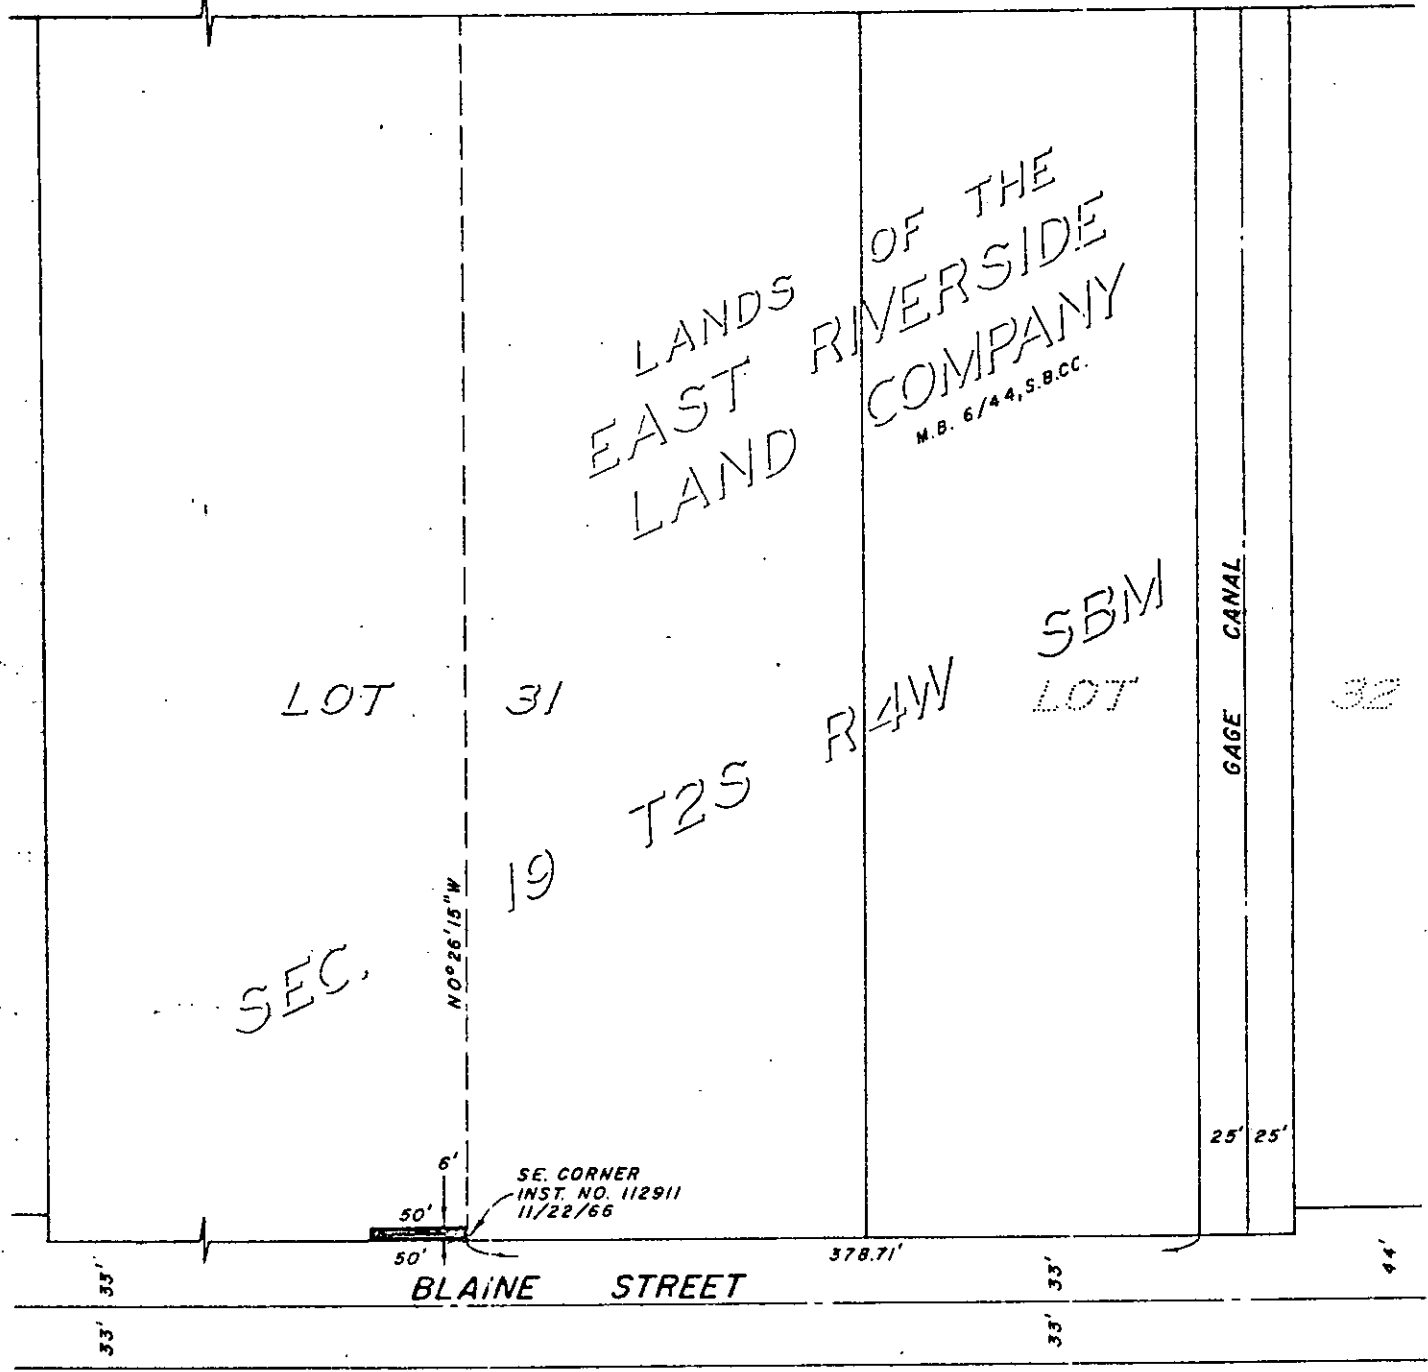 LANDS OF THE
EAST RIVERSIDE
LAND COMPANY
M.B. 6/44, S.B.CC.
SEC. 19 T2S R4W SBM
LOT 31
LOT 32
GAGE CANAL
N0°26'15"W
25' 25'
6'
SE. CORNER
INST. NO. 112911
11/22/66
50'
50'
378.71'
BLAINE STREET
33'
33'
33'
33'
44'